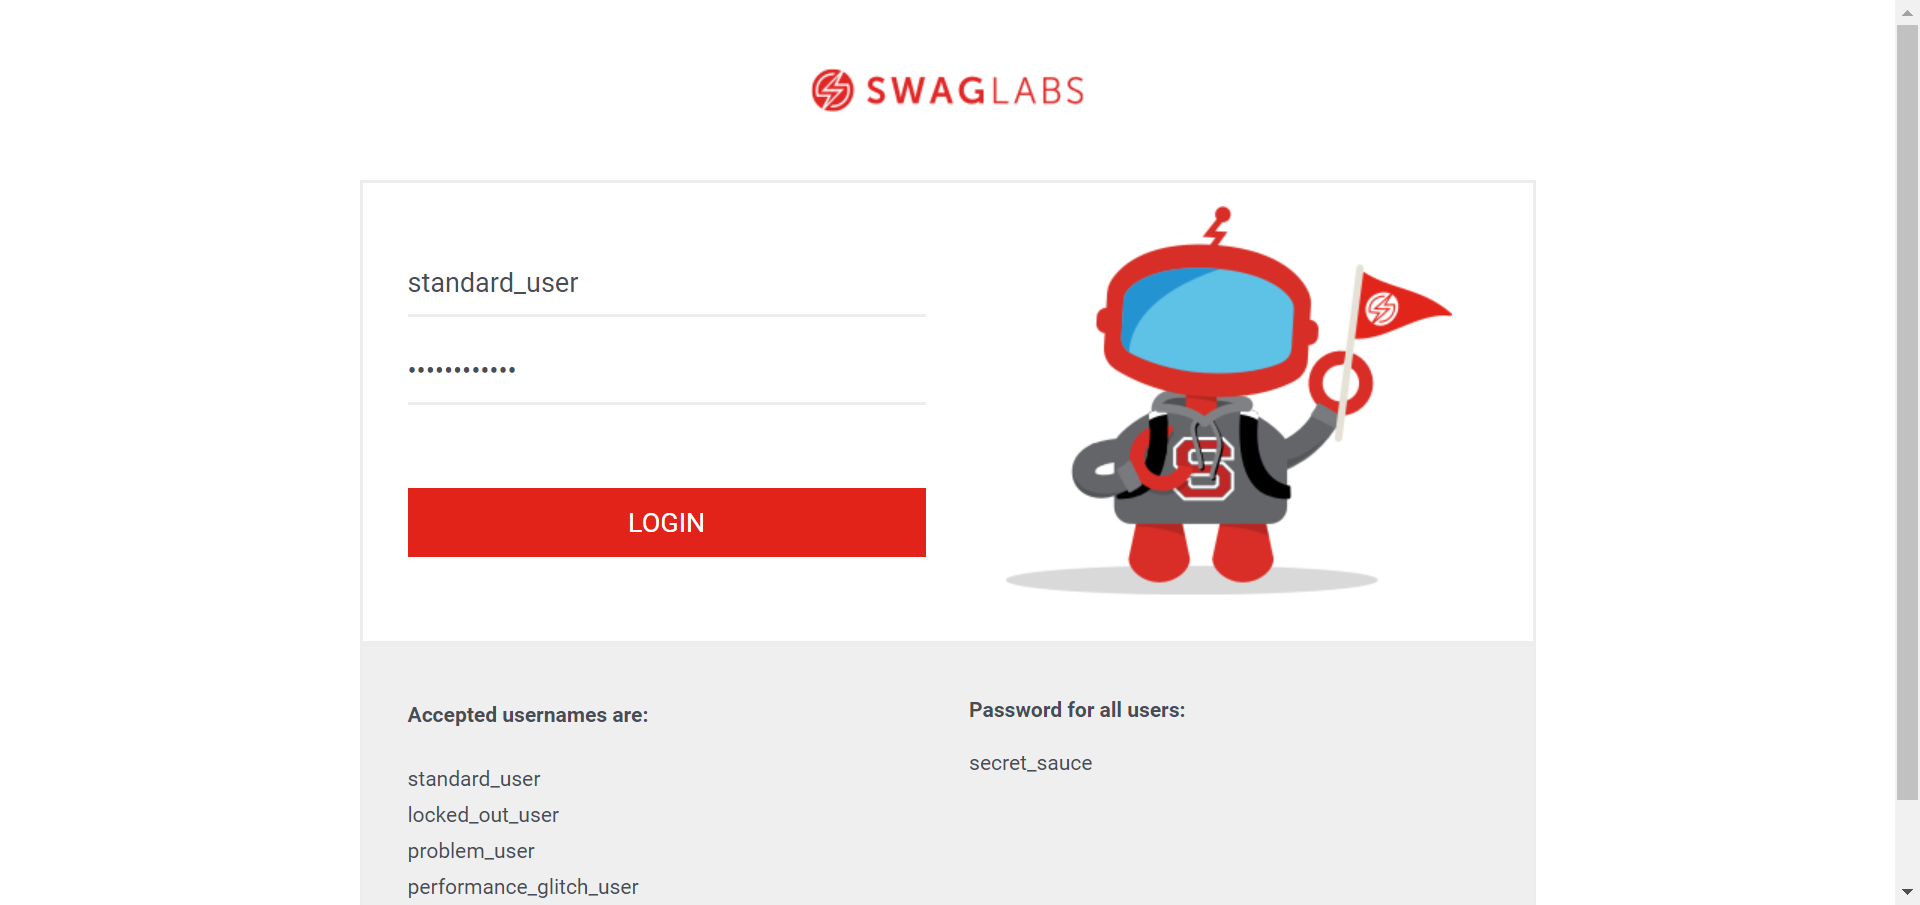 SWAGLABS
standard_user
••••••••••••
LOGIN
Accepted usernames are:
standard_user
locked_out_user
problem_user
performance_glitch_user
Password for all users:
secret_sauce
S